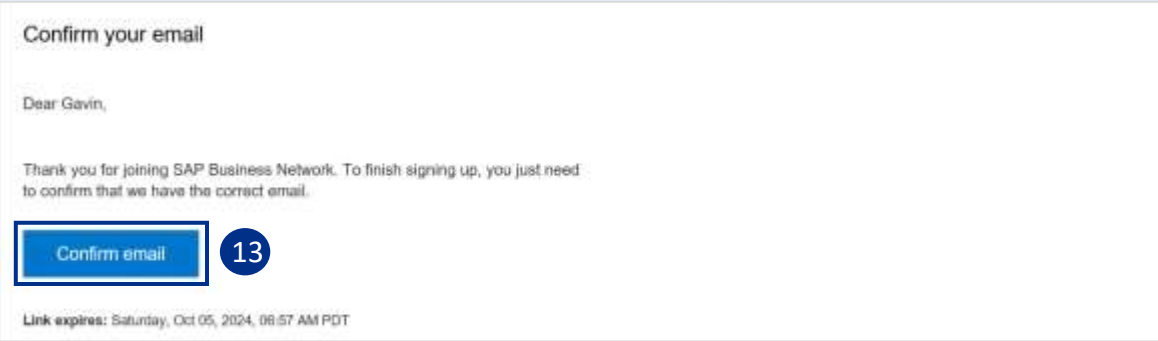 Confirm your email
Dear Gavin,
Thank you for joining SAP Business Network. To finish signing up, you just need
to confirm that we have the correct email.
Confirm email
13
Link expires: Saturday, Oct 05, 2024, 06:57 AM PDT